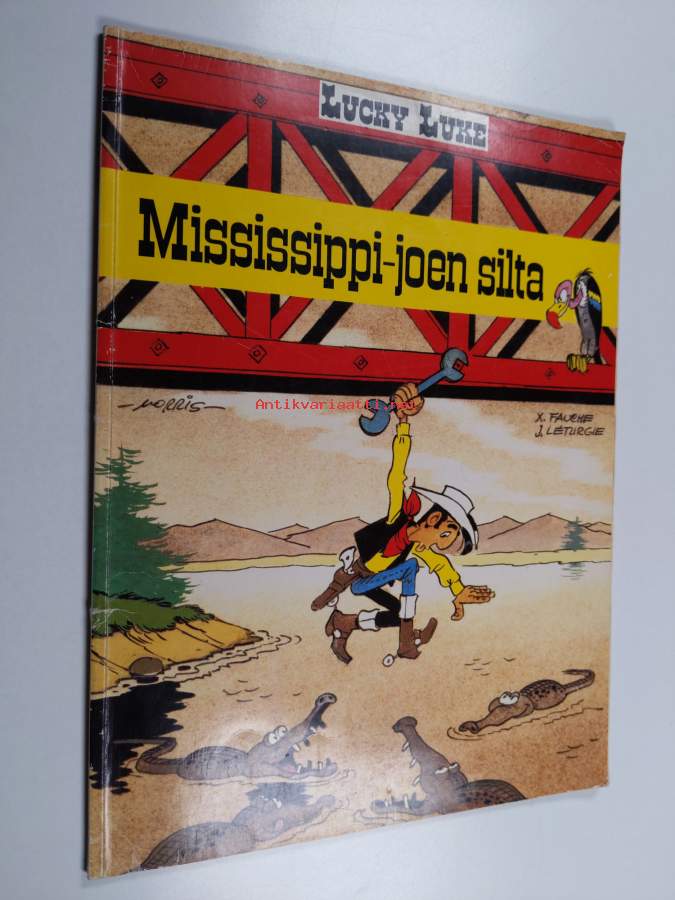 LUCKY LUKE
Mississippi-joen silta
-MORRIS-
Antikvariaatti.net
X. FAUCHE
J. LÉTURGIE